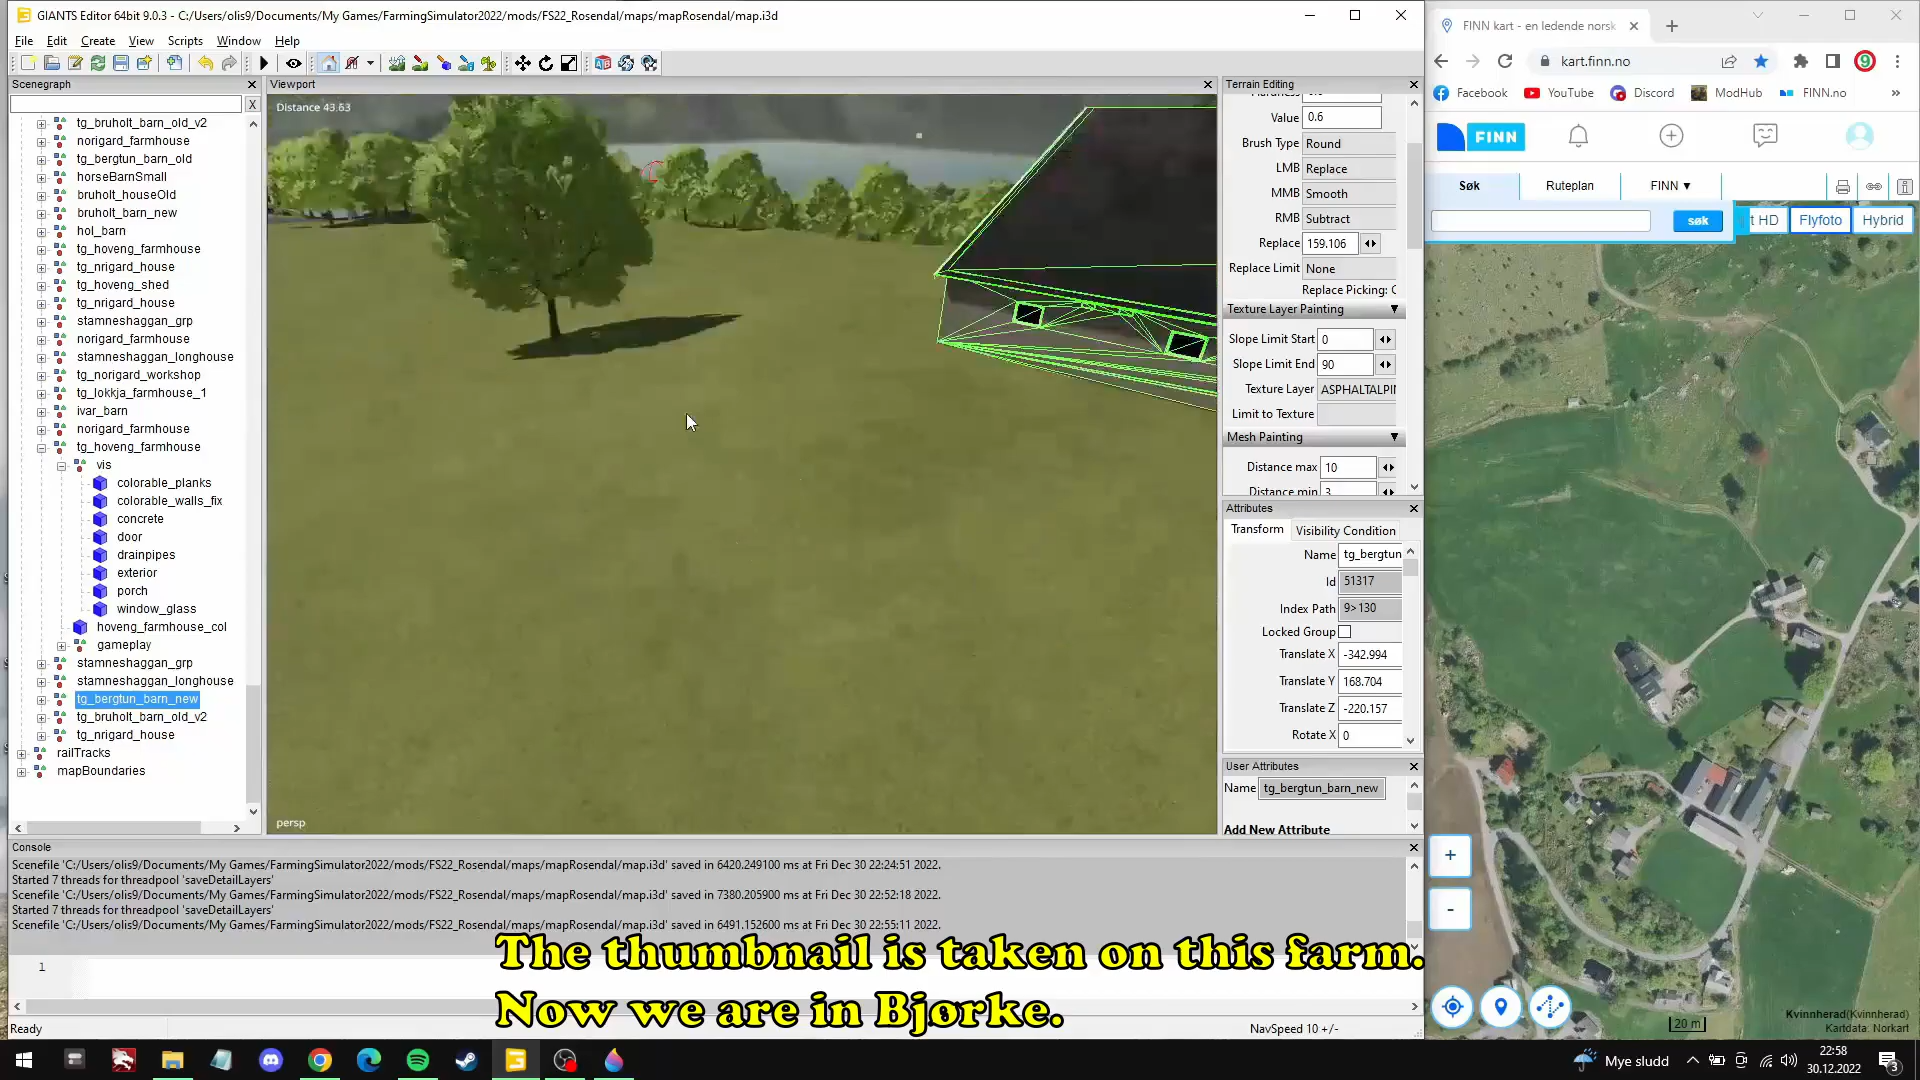 GIANTS Editor 64bit 9.0.3 - C:/Users/olis9/Documents/My Games/FarmingSimulator2022/mods/FS22_Rosendal/maps/mapRosendal/map.i3d
File Edit Create View Scripts Window Help
Scenegraph
X
tg_bruholt_barn_old_v2
norigard_farmhouse
tg_bergtun_barn_old
horseBarnSmall
bruholt_houseOld
bruholt_barn_new
hol_barn
tg_hoveng_farmhouse
tg_nrigard_house
tg_hoveng_shed
tg_nrigard_house
stamneshaggan_grp
norigard_farmhouse
stamneshaggan_longhouse
tg_norigard_workshop
tg_lokkja_farmhouse_1
ivar_barn
norigard_farmhouse
tg_hoveng_farmhouse
vis
colorable_planks
colorable_walls_fix
concrete
door
drainpipes
exterior
porch
window_glass
hoveng_farmhouse_col
gameplay
stamneshaggan_grp
stamneshaggan_longhouse
tg_bergtun_barn_new
tg_bruholt_barn_old_v2
tg_nrigard_house
railTracks
mapBoundaries
Viewport
Distance 43.63
persp
Terrain Editing
Value 0.6
Brush Type Round
LMB Replace
MMB Smooth
RMB Subtract
Replace 159.106
Replace Limit None
Replace Picking: C
Texture Layer Painting
Slope Limit Start 0
Slope Limit End 90
Texture Layer ASPHALTALPI
Limit to Texture
Mesh Painting
Distance max 10
Distance min 3
Attributes
Transform Visibility Condition
Name tg_bergtun
Id 51317
Index Path 9>130
Locked Group
Translate X -342.994
Translate Y 168.704
Translate Z -220.157
Rotate X 0
User Attributes
Name tg_bergtun_barn_new
Add New Attribute
Console
Scenefile 'C:/Users/olis9/Documents/My Games/FarmingSimulator2022/mods/FS22_Rosendal/maps/mapRosendal/map.i3d' saved in 6420.249100 ms at Fri Dec 30 22:24:51 2022.
Started 7 threads for threadpool 'saveDetailLayers'
Scenefile 'C:/Users/olis9/Documents/My Games/FarmingSimulator2022/mods/FS22_Rosendal/maps/mapRosendal/map.i3d' saved in 7380.205900 ms at Fri Dec 30 22:52:18 2022.
Started 7 threads for threadpool 'saveDetailLayers'
Scenefile 'C:/Users/olis9/Documents/My Games/FarmingSimulator2022/mods/FS22_Rosendal/maps/mapRosendal/map.i3d' saved in 6491.152600 ms at Fri Dec 30 22:55:11 2022.
1
The thumbnail is taken on this farm.
Now we are in Bjørke.
Ready
NavSpeed 10 +/-
FINN kart - en ledende norsk
kart.finn.no
9
Facebook YouTube Discord ModHub FINN.no »
FINN
Søk Ruteplan FINN ▾
søk
t HD Flyfoto Hybrid
+
-
20 m
Kvinnherad(Kvinnherad)
Kartdata: Norkart
Mye sludd
22:58
30.12.2022
3